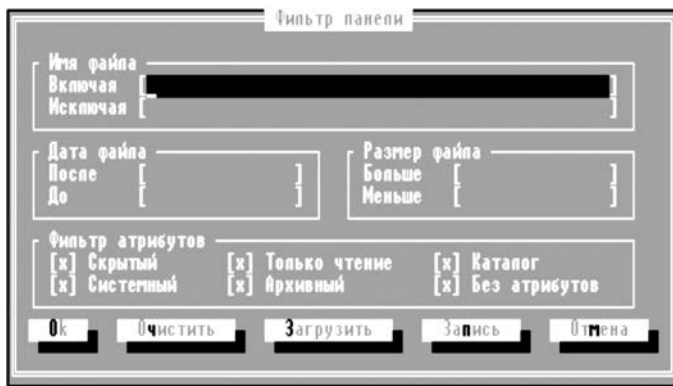 Фильтр панели
Имя файла
Включая [ ]
Исключая [ ]
Дата файла
После [ ]
До [ ]
Размер файла
Больше [ ]
Меньше [ ]
Фильтр атрибутов
[x] Скрытый [x] Только чтение [x] Каталог
[x] Системный [x] Архивный [x] Без атрибутов
Ok Очистить Загрузить Запись Отмена